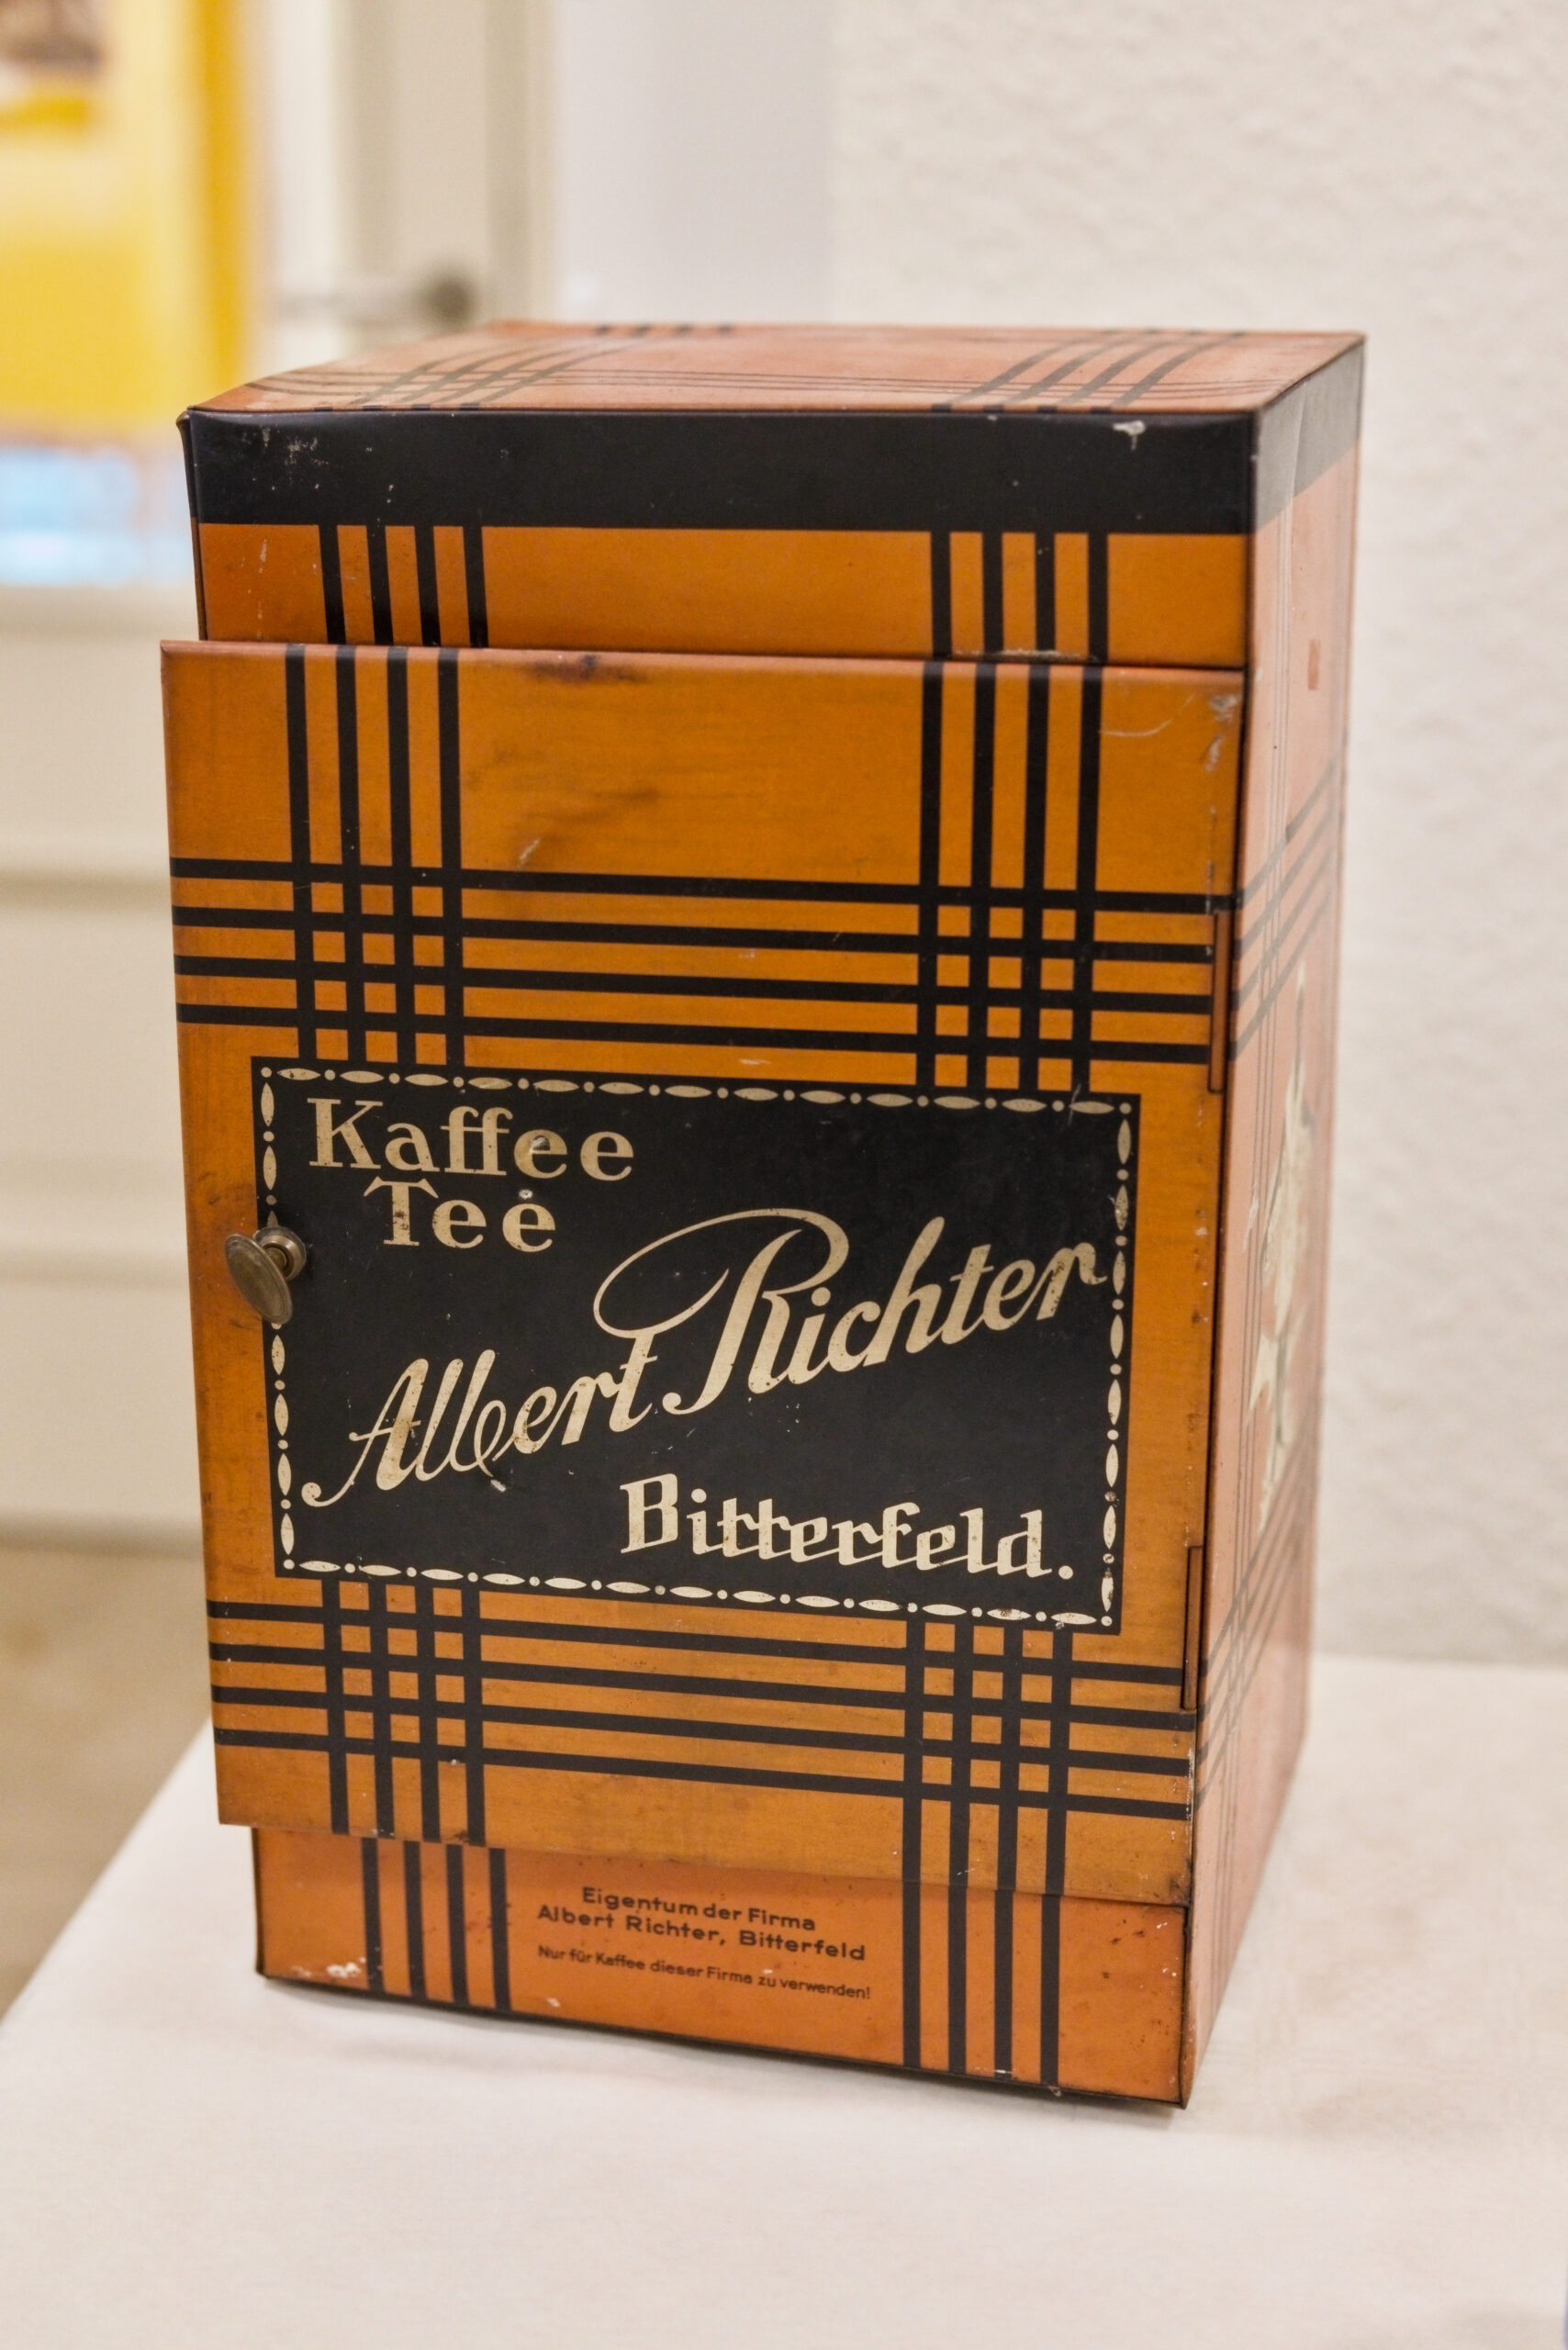 Kaffee
Tee
Albert Richter
Bitterfeld.
Eigentum der Firma
Albert Richter, Bitterfeld
Nur für Kaffee dieser Firma zu verwenden!